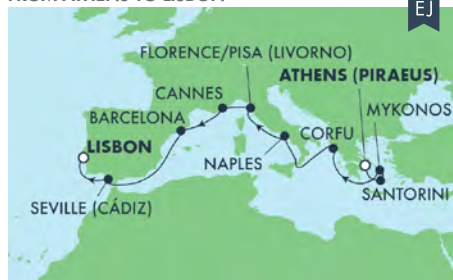 EJ
FLORENCE/PISA (LIVORNO)
ATHENS (PIRAEUS)
CANNES
MYKONOS
BARCELONA
CORFU
LISBON
NAPLES
SANTORINI
SEVILLE (CÁDIZ)